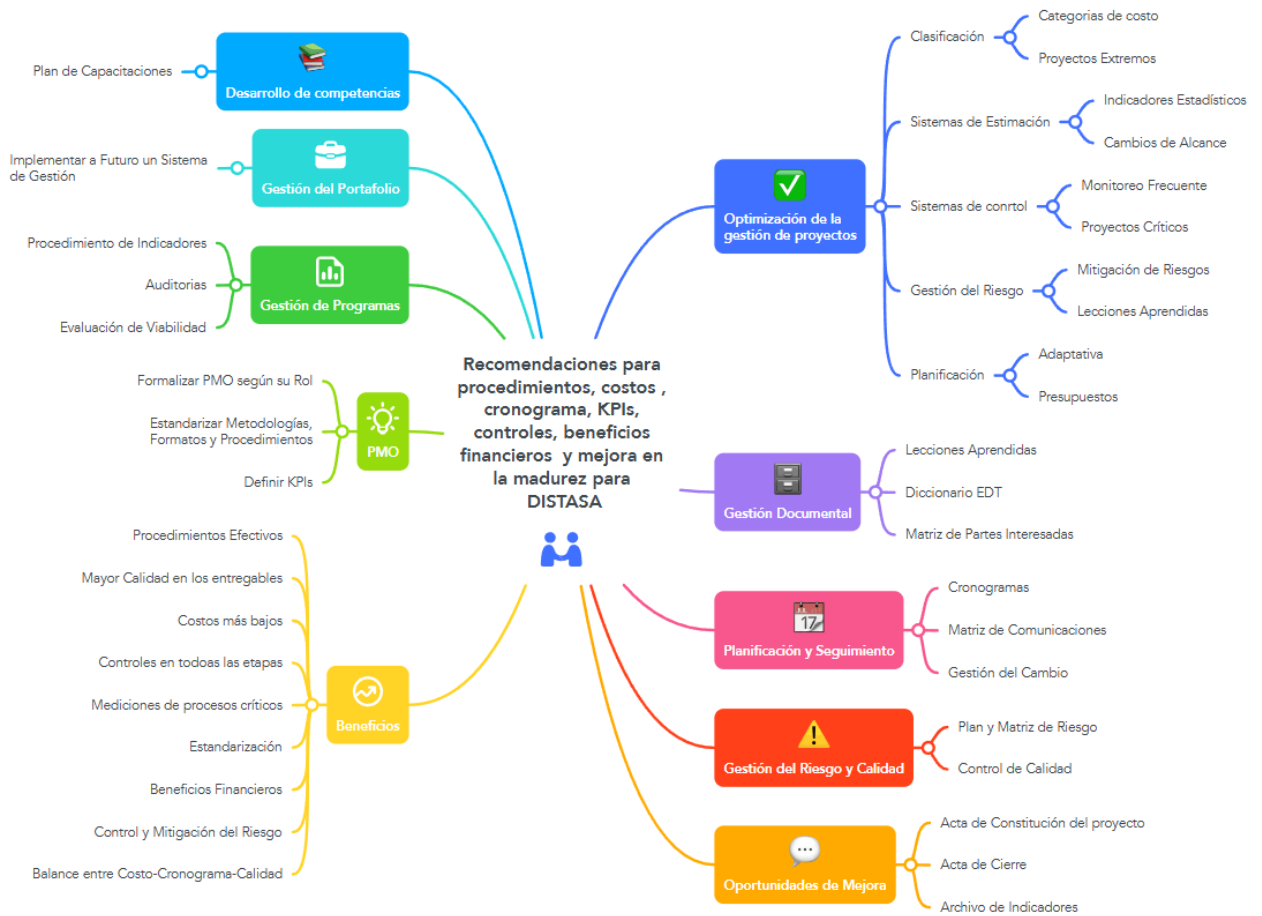 Recomendaciones para
procedimientos, costos ,
cronograma, KPIs,
controles, beneficios
financieros y mejora en
la madurez para
DISTASA
Desarrollo de competencias
Plan de Capacitaciones
Gestión del Portafolio
Implementar a Futuro un Sistema
de Gestión
Gestión de Programas
Procedimiento de Indicadores
Auditorias
Evaluación de Viabilidad
PMO
Formalizar PMO según su Rol
Estandarizar Metodologías,
Formatos y Procedimientos
Definir KPIs
Beneficios
Procedimientos Efectivos
Mayor Calidad en los entregables
Costos más bajos
Controles en todoas las etapas
Mediciones de procesos críticos
Estandarización
Beneficios Financieros
Control y Mitigación del Riesgo
Balance entre Costo-Cronograma-Calidad
Optimización de la
gestión de proyectos
Clasificación
Categorias de costo
Proyectos Extremos
Sistemas de Estimación
Indicadores Estadísticos
Cambios de Alcance
Sistemas de conrtol
Monitoreo Frecuente
Proyectos Críticos
Gestión del Riesgo
Mitigación de Riesgos
Lecciones Aprendidas
Planificación
Adaptativa
Presupuestos
Gestión Documental
Lecciones Aprendidas
Diccionario EDT
Matriz de Partes Interesadas
17
Planificación y Seguimiento
Cronogramas
Matriz de Comunicaciones
Gestión del Cambio
Gestión del Riesgo y Calidad
Plan y Matriz de Riesgo
Control de Calidad
Oportunidades de Mejora
Acta de Constitución del proyecto
Acta de Cierre
Archivo de Indicadores